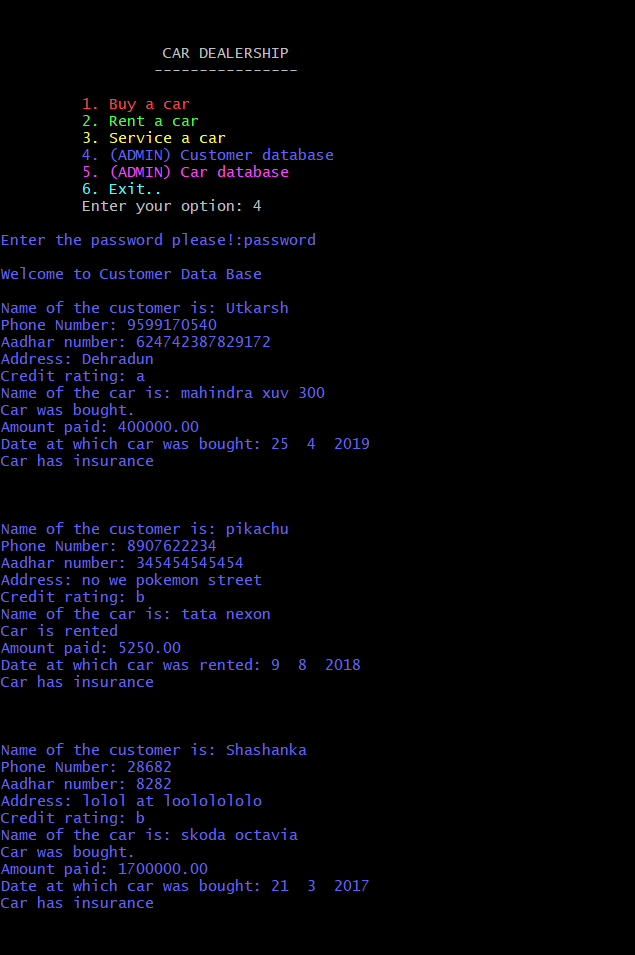 CAR DEALERSHIP
----------------
1. Buy a car
2. Rent a car
3. Service a car
4. (ADMIN) Customer database
5. (ADMIN) Car database
6. Exit..
Enter your option: 4
Enter the password please!:password
Welcome to Customer Data Base
Name of the customer is: Utkarsh
Phone Number: 9599170540
Aadhar number: 624742387829172
Address: Dehradun
Credit rating: a
Name of the car is: mahindra xuv 300
Car was bought.
Amount paid: 400000.00
Date at which car was bought: 25  4  2019
Car has insurance
Name of the customer is: pikachu
Phone Number: 8907622234
Aadhar number: 345454545454
Address: no we pokemon street
Credit rating: b
Name of the car is: tata nexon
Car is rented
Amount paid: 5250.00
Date at which car was rented: 9  8  2018
Car has insurance
Name of the customer is: Shashanka
Phone Number: 28682
Aadhar number: 8282
Address: lolol at loololololo
Credit rating: b
Name of the car is: skoda octavia
Car was bought.
Amount paid: 1700000.00
Date at which car was bought: 21  3  2017
Car has insurance